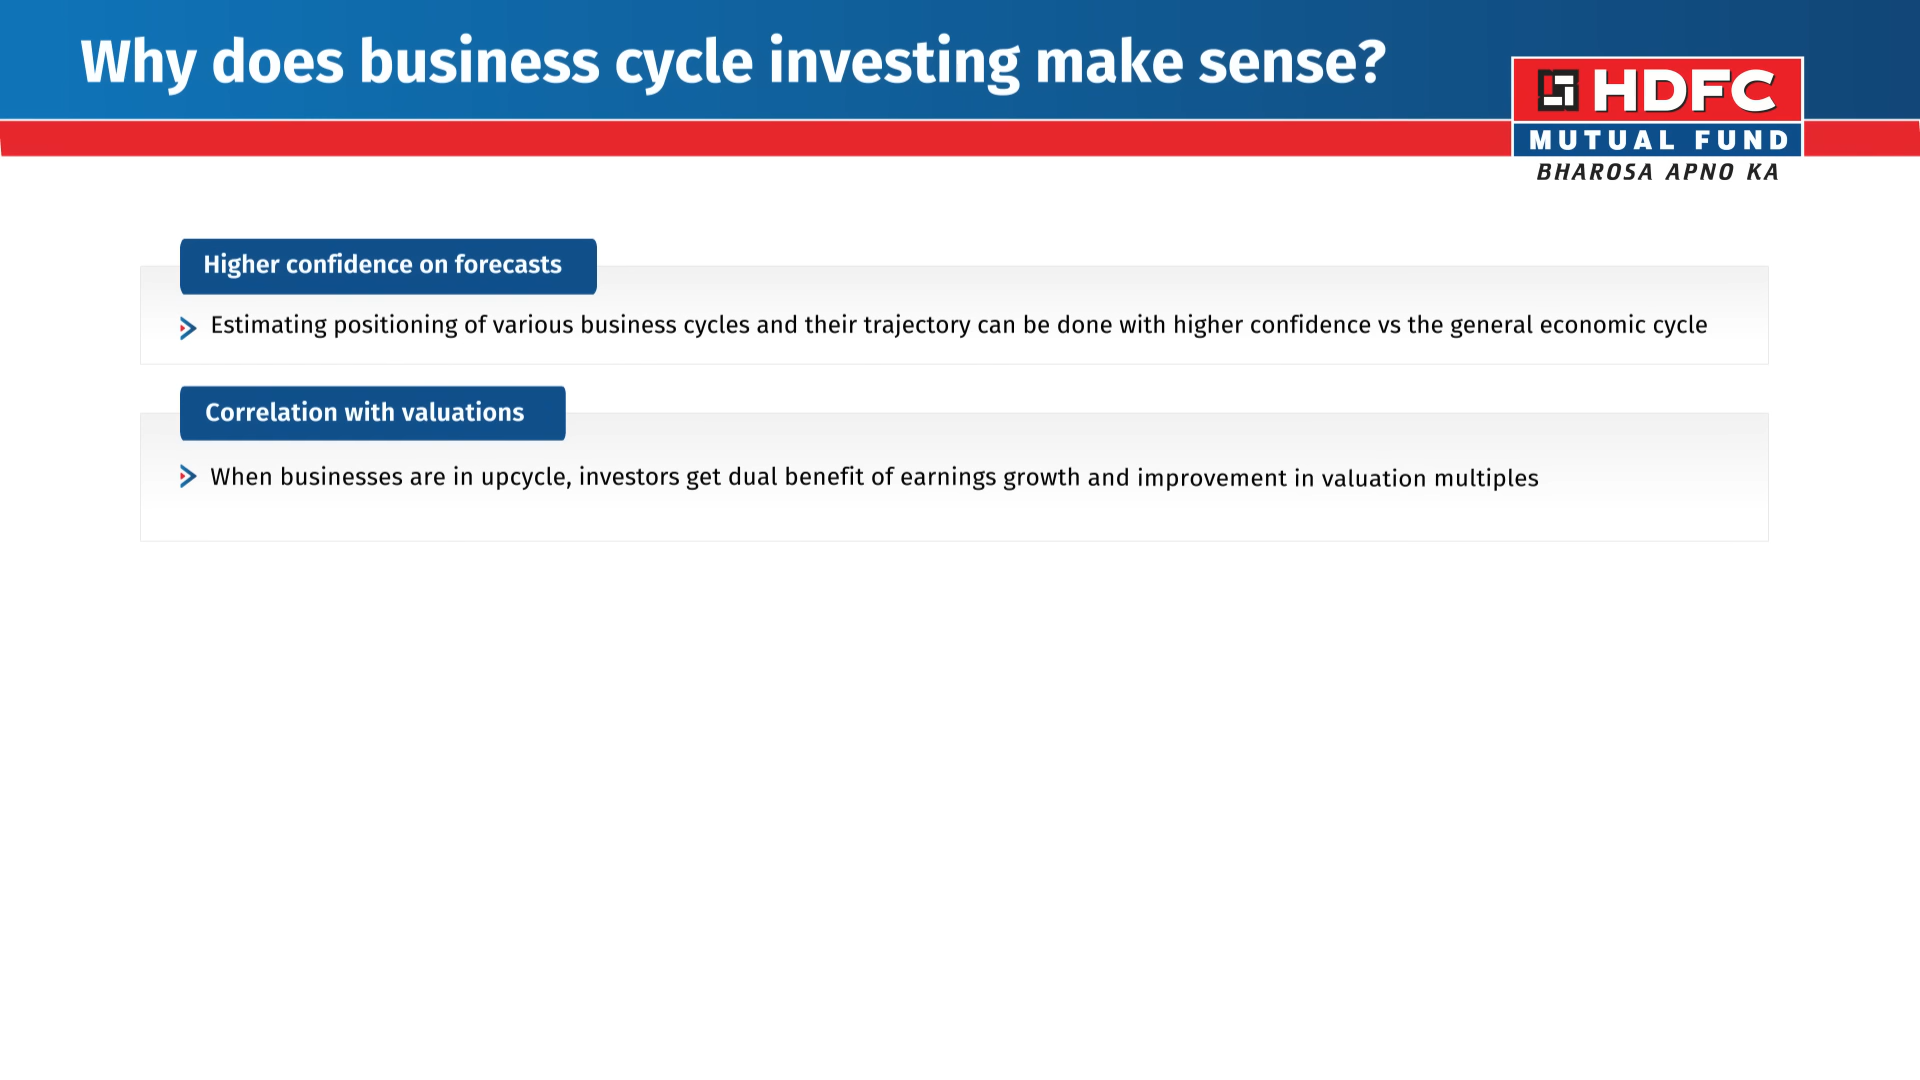 Why does business cycle investing make sense?
HDFC
MUTUAL FUND
BHAROSA APNO KA
Higher confidence on forecasts
Estimating positioning of various business cycles and their trajectory can be done with higher confidence vs the general economic cycle
Correlation with valuations
When businesses are in upcycle, investors get dual benefit of earnings growth and improvement in valuation multiples